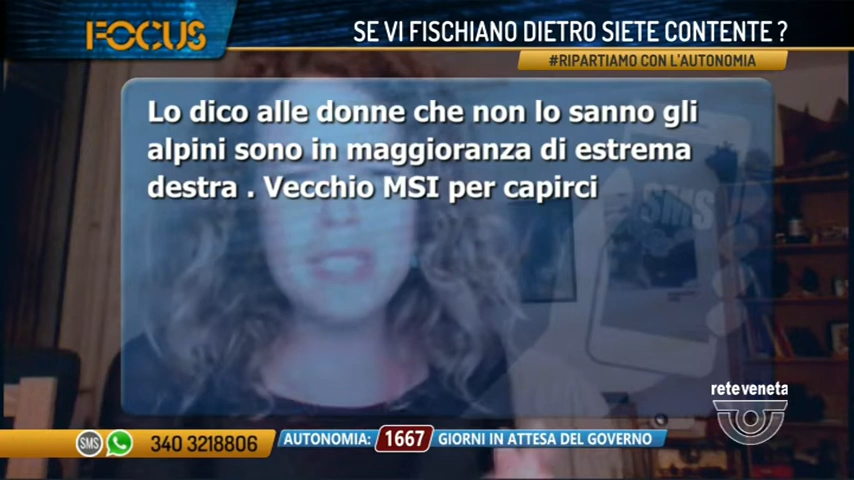 FOCUS
SE VI FISCHIANO DIETRO SIETE CONTENTE ?
#RIPARTIAMO CON L'AUTONOMIA
Lo dico alle donne che non lo sanno gli
alpini sono in maggioranza di estrema
destra . Vecchio MSI per capirci
SMS
reteveneta
SMS 340 3218806 AUTONOMIA: 1667 GIORNI IN ATTESA DEL GOVERNO